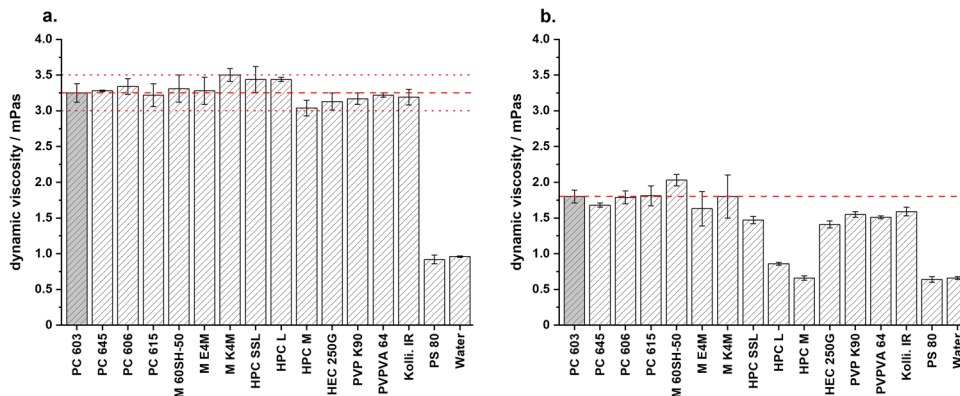 a.
dynamic viscosity / mPas
4.0
3.5
3.0
2.5
2.0
1.5
1.0
0.5
0
PC 603
PC 645
PC 606
PC 615
M 60SH-50
M E4M
M K4M
HPC SSL
HPC L
HPC M
HEC 250G
PVP K90
PVPVA 64
Kolli. IR
PS 80
Water
b.
dynamic viscosity / mPas
4.0
3.5
3.0
2.5
2.0
1.5
1.0
0.5
0
PC 603
PC 645
PC 606
PC 615
M 60SH-50
M E4M
M K4M
HPC SSL
HPC L
HPC M
HEC 250G
PVP K90
PVPVA 64
Kolli. IR
PS 80
Water